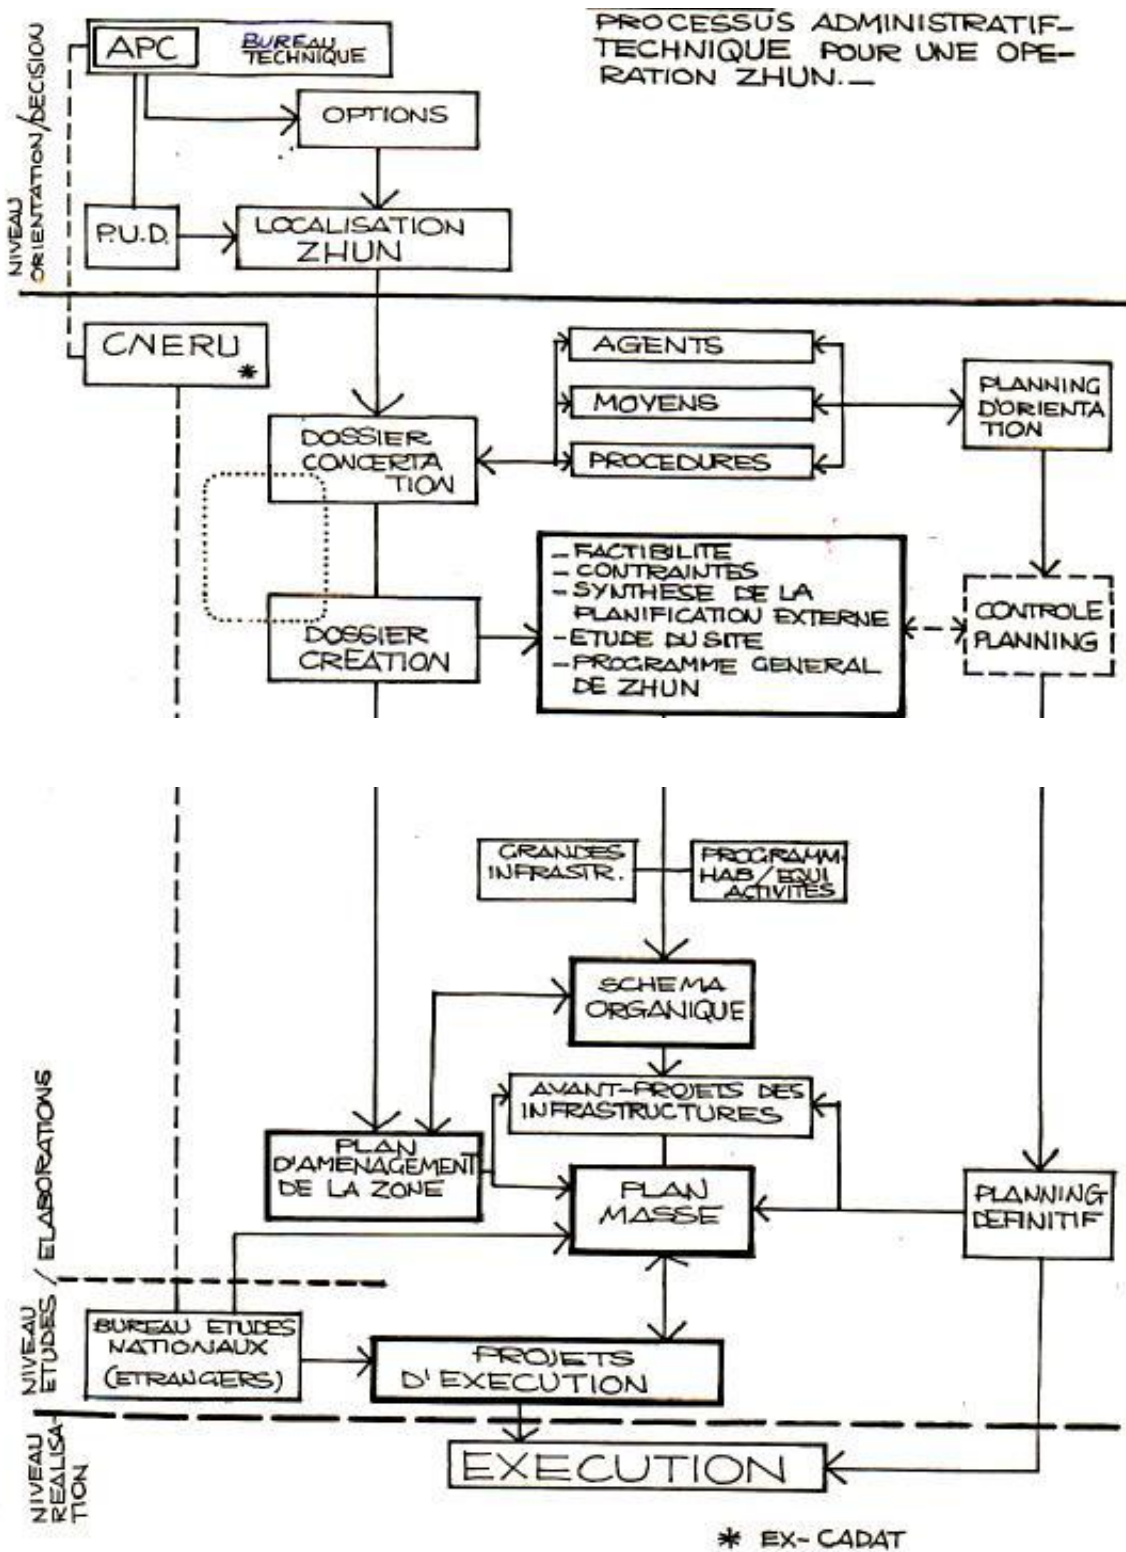 PROCESSUS ADMINISTRATIF-
TECHNIQUE POUR UNE OPE-
RATION ZHUN._
NIVEAU
ORIENTATION/DECISION
APC
BUREAU
TECHNIQUE
OPTIONS
P.U.D.
LOCALISATION
ZHUN
C/NERU
*
AGENTS
MOYENS
PROCEDURES
PLANNING
D'ORIENTA
TION
DOSSIER
CONCERTA
TION
DOSSIER
CREATION
- FACTIBILITE
- CONTRAINTES
- SYNTHESE DE LA
PLANIFICATION EXTERNE
- ETUDE DU SITE
- PROGRAMME GENERAL
DE ZHUN
CONTROLE
PLANNING
GRANDES
INFRASTR.
PROGRAMM.
HAB/EQUI
ACTIVITES
SCHEMA
ORGANIQUE
AVANT-PROJETS DES
INFRASTRUCTURES
PLAN
D'AMENAGEMENT
DE LA ZONE
PLAN
MASSE
PLANNING
DEFINITIF
NIVEAU
ETUDES / ELABORATIONS
BUREAU ETUDES
NATIONAUX
(ETRANGERS)
PROJETS
D'EXECUTION
NIVEAU
REALISA-
TION
EXECUTION
* EX-CADAT